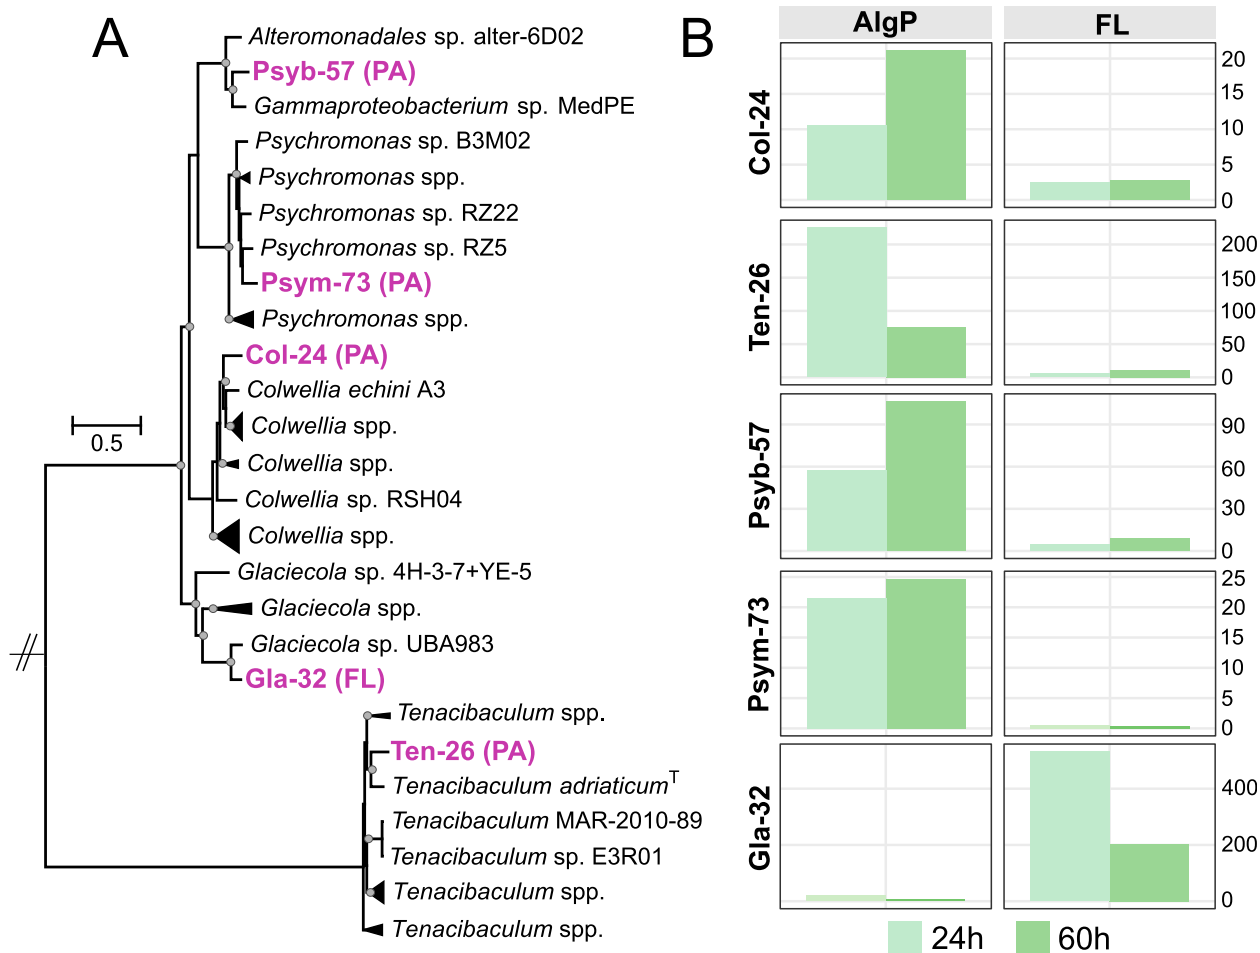 A
Alteromonadales sp. alter-6D02
Psyb-57 (PA)
Gammaproteobacterium sp. MedPE
Psychromonas sp. B3M02
Psychromonas spp.
Psychromonas sp. RZ22
Psychromonas sp. RZ5
Psym-73 (PA)
Psychromonas spp.
Col-24 (PA)
Colwellia echini A3
Colwellia spp.
Colwellia spp.
Colwellia sp. RSH04
Colwellia spp.
Glaciecola sp. 4H-3-7+YE-5
Glaciecola spp.
Glaciecola sp. UBA983
Gla-32 (FL)
Tenacibaculum spp.
Ten-26 (PA)
Tenacibaculum adriaticumT
Tenacibaculum MAR-2010-89
Tenacibaculum sp. E3R01
Tenacibaculum spp.
Tenacibaculum spp.
0.5
B
AlgP FL
Col-24
20
15
10
5
0
Ten-26
200
150
100
50
0
Psyb-57
90
60
30
0
Psym-73
25
20
15
10
5
0
Gla-32
400
200
0
24h 60h